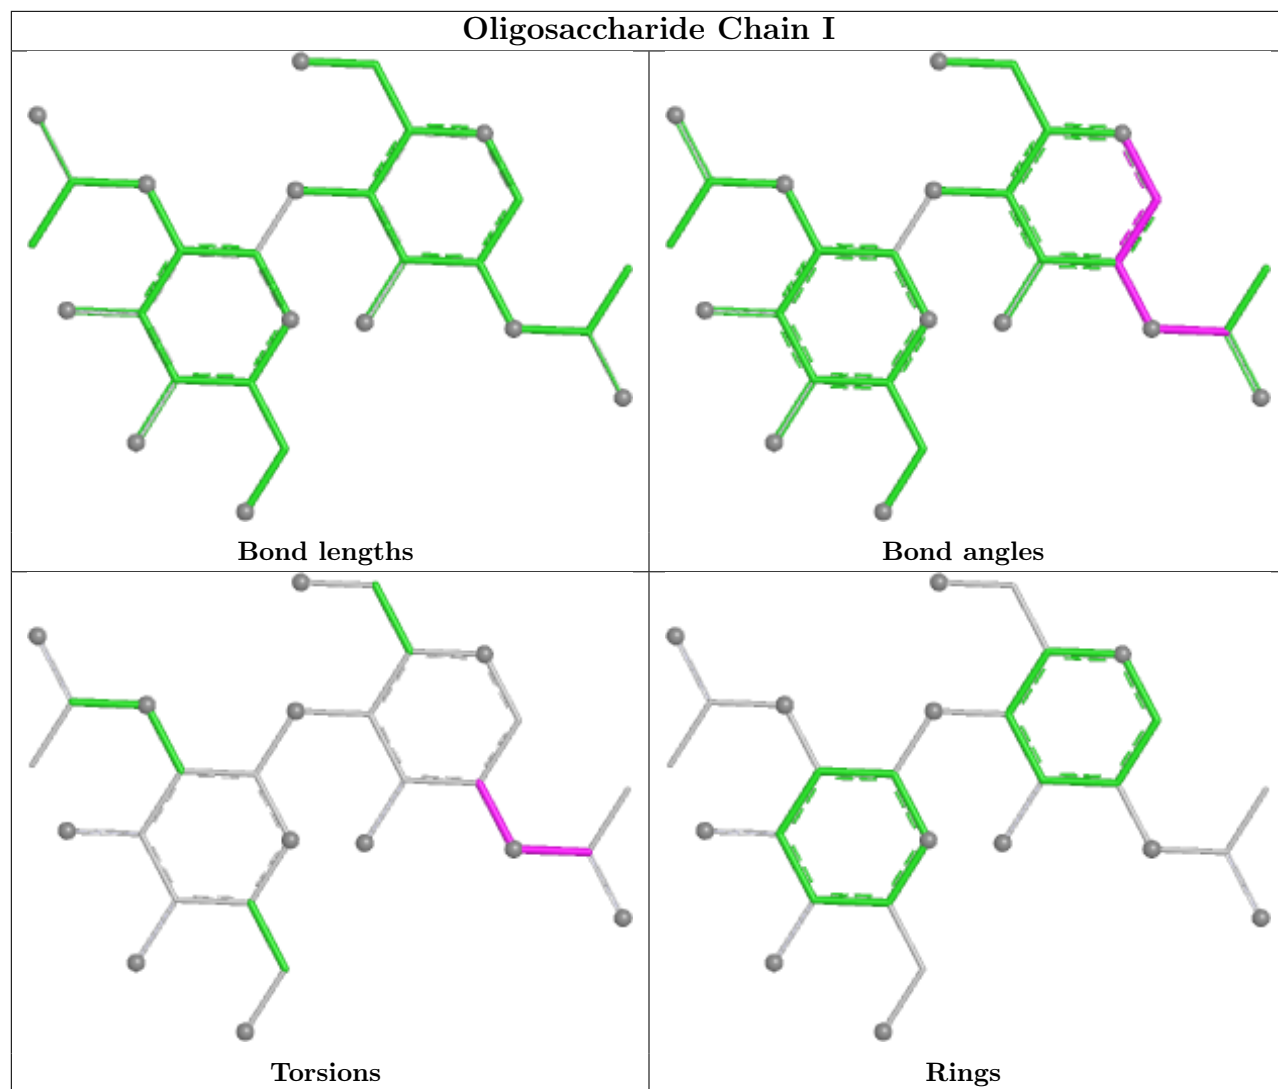 Oligosaccharide Chain I
Bond lengths
Bond angles
Torsions
Rings